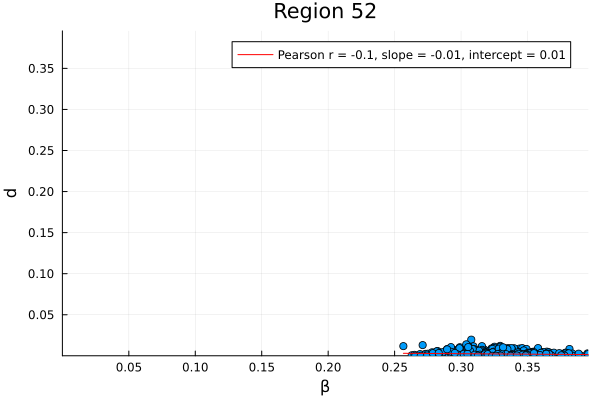 Region 52
Pearson r = -0.1, slope = -0.01, intercept = 0.01
d
0.35
0.30
0.25
0.20
0.15
0.10
0.05
0.05 0.10 0.15 0.20 0.25 0.30 0.35
β